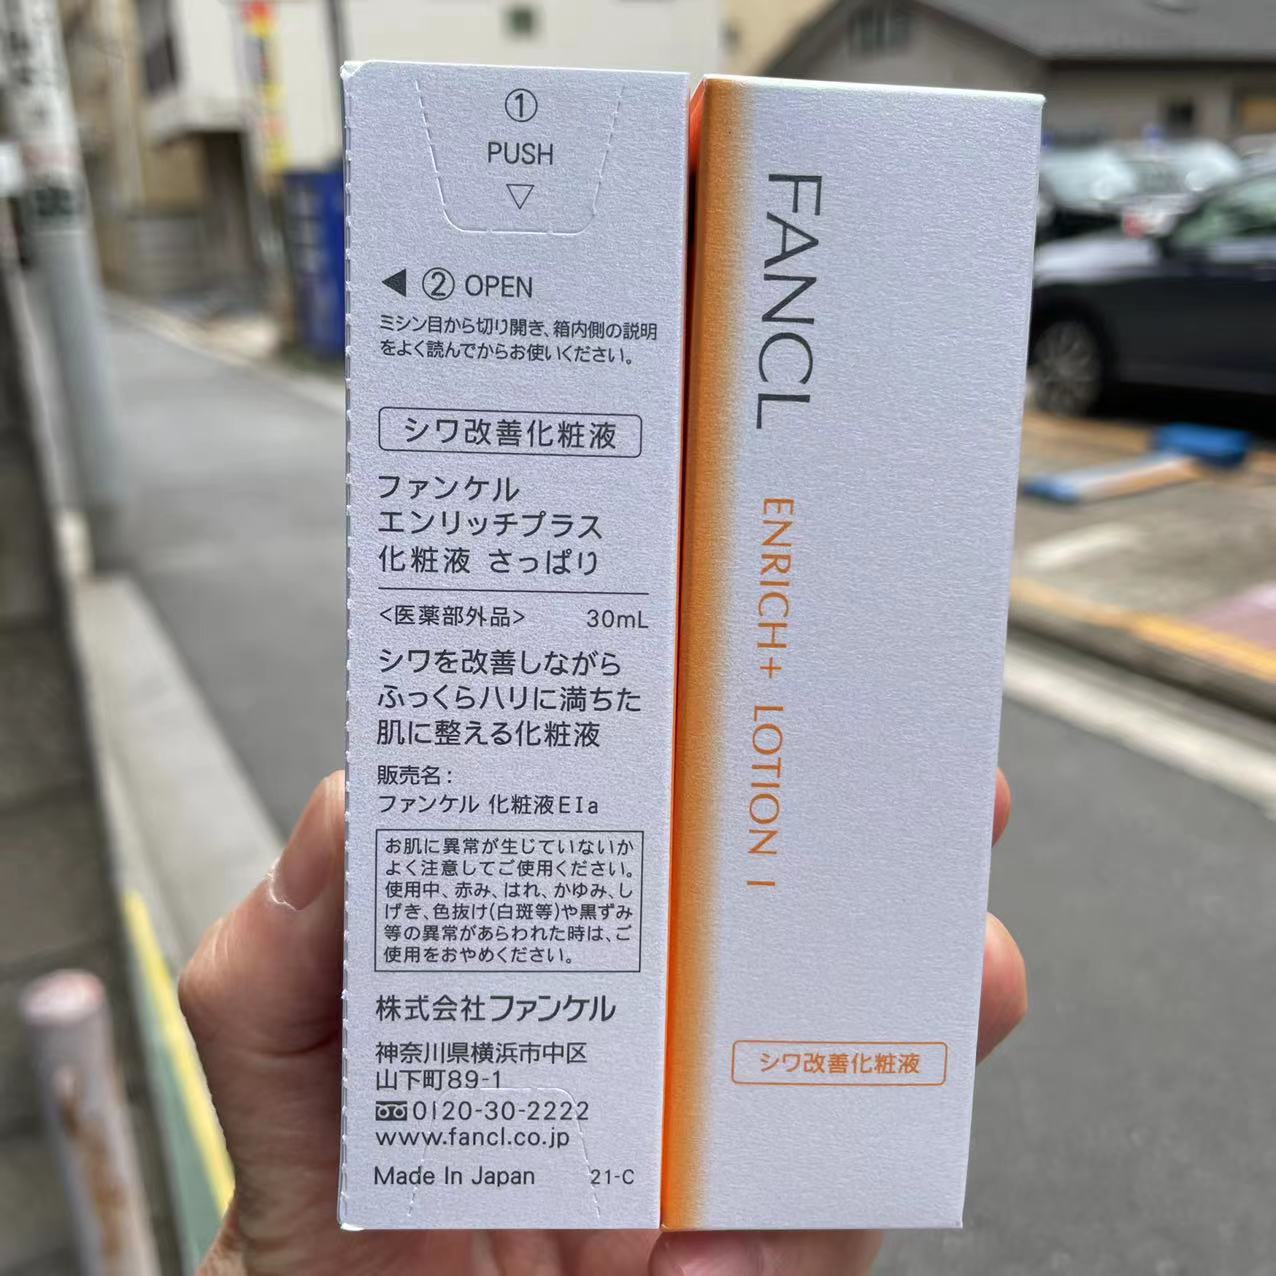 ① 
PUSH
▽
◀ ② OPEN
ミシン目から切り開き、箱内側の説明
をよく読んでからお使いください。
シワ改善化粧液
ファンケル
エンリッチプラス
化粧液 さっぱり
<医薬部外品> 30mL
シワを改善しながら
ふっくらハリに満ちた
肌に整える化粧液
販売名:
ファンケル 化粧液EIa
お肌に異常が生じていないか
よく注意してご使用ください。
使用中、赤み、はれ、かゆみ、し
げき、色抜け(白斑等)や黒ずみ
等の異常があらわれた時は、ご
使用をおやめください。
株式会社ファンケル
神奈川県横浜市中区
山下町89-1
0120-30-2222
www.fancl.co.jp
Made In Japan 21-C
FANCL
ENRICH+ LOTION I
シワ改善化粧液